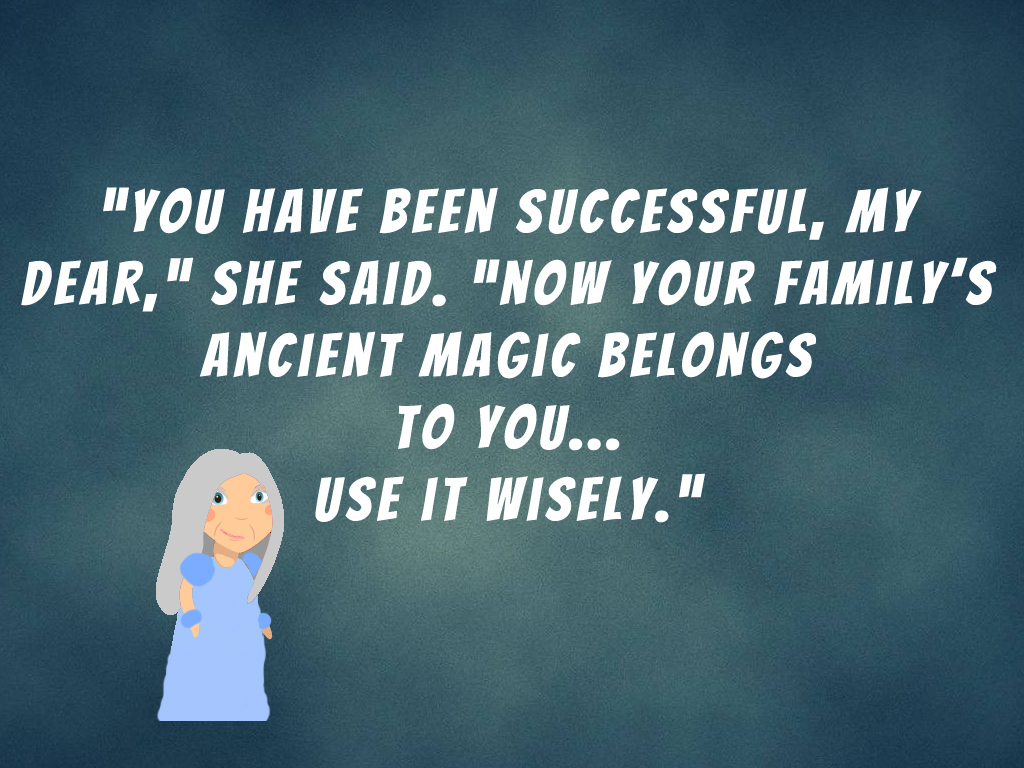 "YOU HAVE BEEN SUCCESSFUL, MY
DEAR," SHE SAID. "NOW YOUR FAMILY'S
ANCIENT MAGIC BELONGS
TO YOU...
USE IT WISELY."